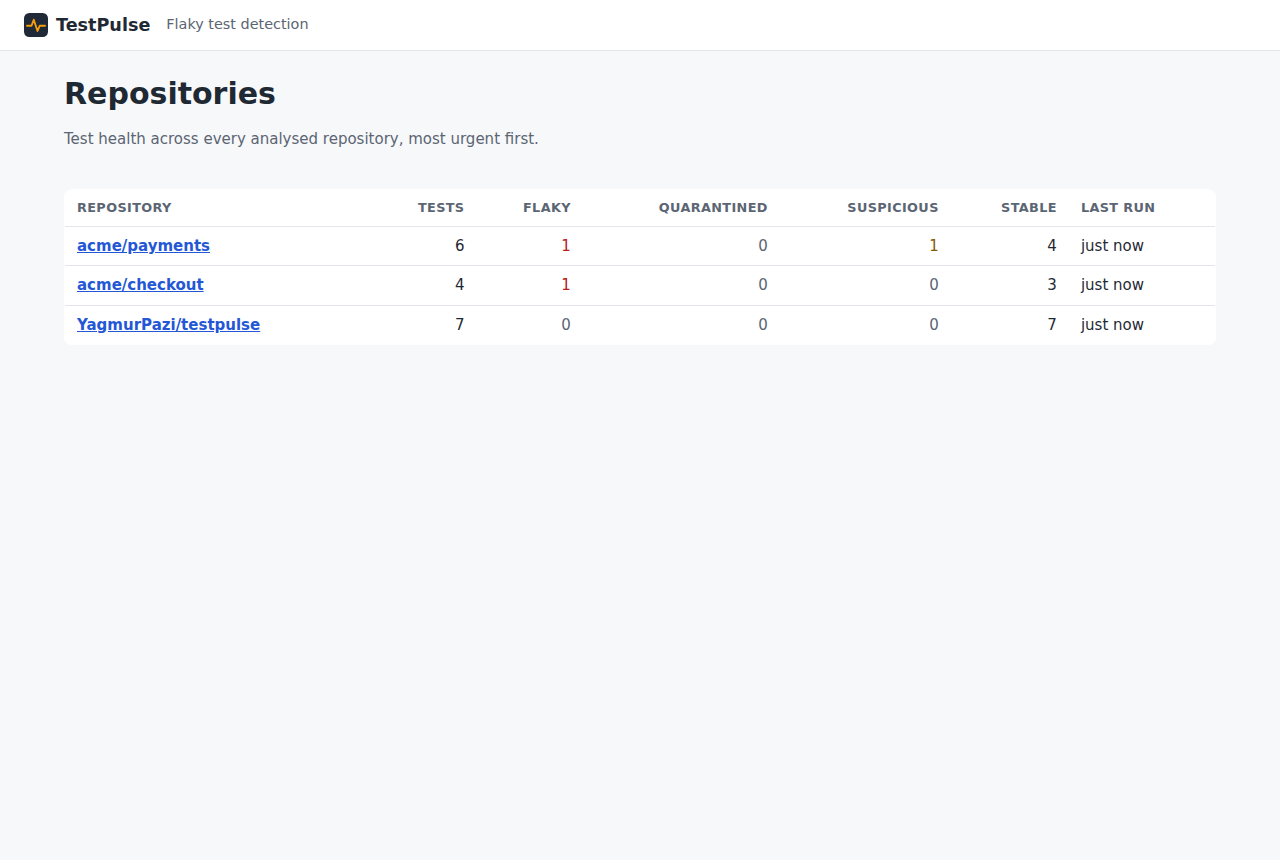 TestPulse Flaky test detection
Repositories
Test health across every analysed repository, most urgent first.
REPOSITORY TESTS FLAKY QUARANTINED SUSPICIOUS STABLE LAST RUN
acme/payments 6 1 0 1 4 just now
acme/checkout 4 1 0 0 3 just now
YagmurPazi/testpulse 7 0 0 0 7 just now